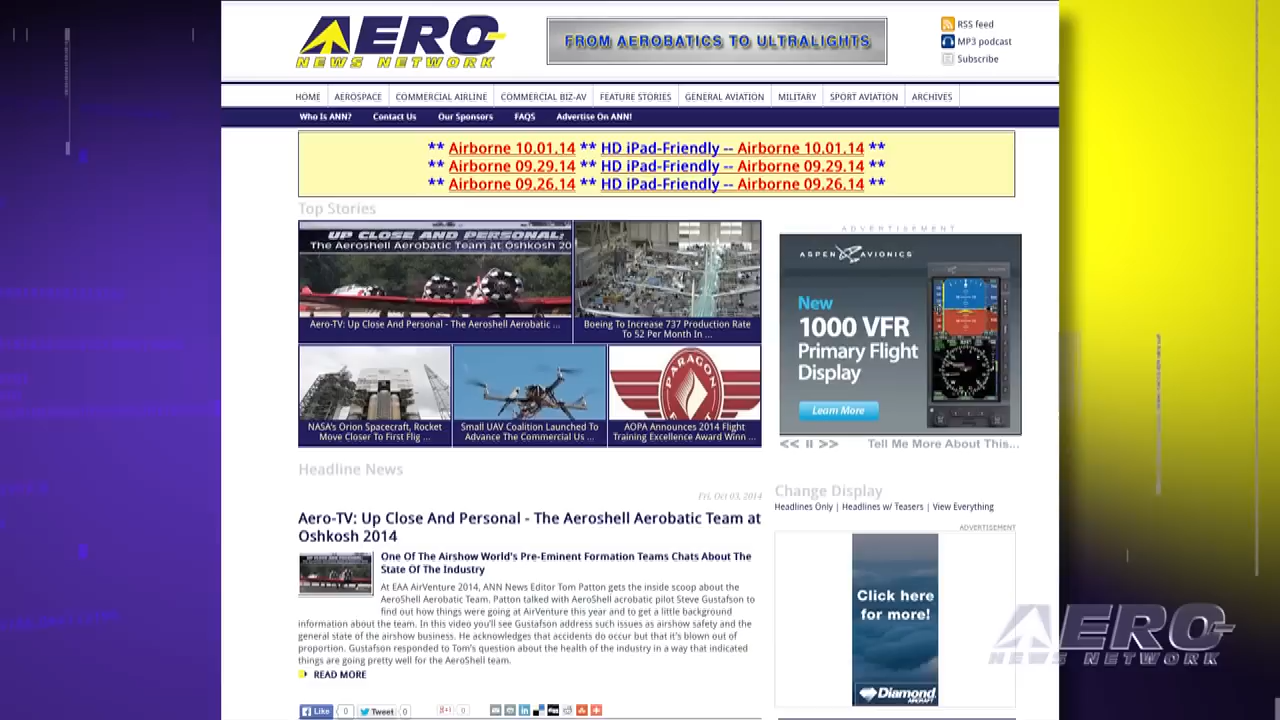 AERO-
NEWS NETWORK
FROM AEROBATICS TO ULTRALIGHTS
RSS feed
MP3 podcast
Subscribe
HOME AEROSPACE COMMERCIAL AIRLINE COMMERCIAL BIZ-AV FEATURE STORIES GENERAL AVIATION MILITARY SPORT AVIATION ARCHIVES
Who Is ANN? Contact Us Our Sponsors FAQS Advertise On ANN!
** Airborne 10.01.14 ** HD iPad-Friendly -- Airborne 10.01.14 **
** Airborne 09.29.14 ** HD iPad-Friendly -- Airborne 09.29.14 **
** Airborne 09.26.14 ** HD iPad-Friendly -- Airborne 09.26.14 **
Top Stories
UP CLOSE AND PERSONAL:
The Aeroshell Aerobatic Team at Oshkosh 20
Aero-TV: Up Close And Personal - The Aeroshell Aerobatic ...
Boeing To Increase 737 Production Rate
To 52 Per Month In ...
NASA's Orion Spacecraft, Rocket
Move Closer To First Flig ...
Small UAV Coalition Launched To
Advance The Commercial Us ...
PARAGON
AOPA Announces 2014 Flight
Training Excellence Award Winn ...
ADVERTISEMENT
ASPEN AVIONICS
New
1000 VFR
Primary Flight
Display
Learn More
<< >>
Tell Me More About This...
Headline News
Fri, Oct 03, 2014
Aero-TV: Up Close And Personal - The Aeroshell Aerobatic Team at
Oshkosh 2014
One Of The Airshow World's Pre-Eminent Formation Teams Chats About The
State Of The Industry
At EAA AirVenture 2014, ANN News Editor Tom Patton gets the inside scoop about the
AeroShell Aerobatic Team. Patton talked with AeroShell acrobatic pilot Steve Gustafson to
find out how things were going at AirVenture this year and to get a little background
information about the team. In this video you'll see Gustafson address such issues as airshow safety and the
general state of the airshow business. He acknowledges that accidents do occur but that it's blown out of
proportion. Gustafson responded to Tom's question about the health of the industry in a way that indicated
things are going pretty well for the AeroShell team.
READ MORE
Like 0 Tweet 0 0
Change Display
Headlines Only | Headlines w/ Teasers | View Everything
ADVERTISEMENT
Click here
for more!
Diamond
AIRCRAFT
AERO-
NEWS NETWORK